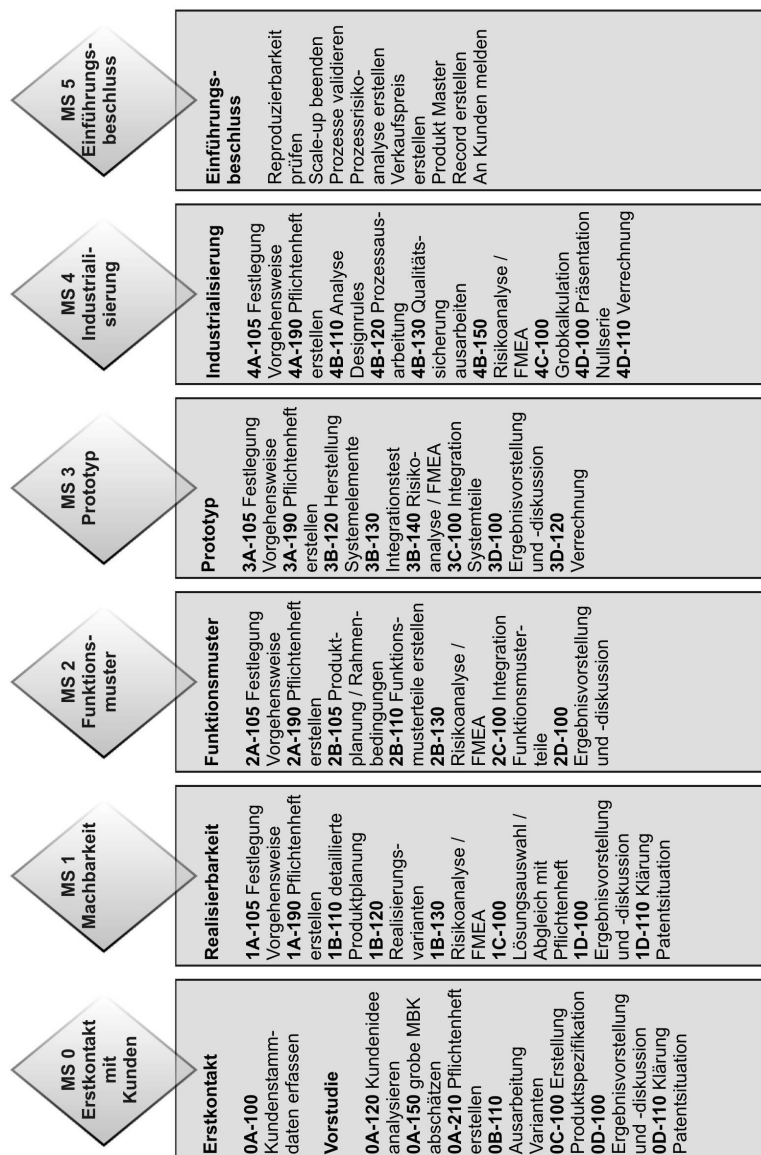 MS 0
Erstkontakt
mit
Kunden
Erstkontakt
0A-100
Kundenstamm-
daten erfassen
Vorstudie
0A-120 Kundenidee
analysieren
0A-150 grobe MBK
abschätzen
0A-210 Pflichtenheft
erstellen
0B-110
Ausarbeitung
Varianten
0C-100 Erstellung
Produktspezifikation
0D-100
Ergebnisvorstellung
und -diskussion
0D-110 Klärung
Patentsituation
MS 1
Machbarkeit
Realisierbarkeit
1A-105 Festlegung
Vorgehensweise
1A-190 Pflichtenheft
erstellen
1B-110 detaillierte
Produktplanung
1B-120
Realisierungs-
varianten
1B-130
Risikoanalyse /
FMEA
1C-100
Lösungsauswahl /
Abgleich mit
Pflichtenheft
1D-100
Ergebnisvorstellung
und -diskussion
1D-110 Klärung
Patentsituation
MS 2
Funktions-
muster
Funktionsmuster
2A-105 Festlegung
Vorgehensweise
2A-190 Pflichtenheft
erstellen
2B-105 Produkt-
planung / Rahmen-
bedingungen
2B-110 Funktions-
musterteile erstellen
2B-130
Risikoanalyse /
FMEA
2C-100 Integration
Funktionsmuster-
teile
2D-100
Ergebnisvorstellung
und -diskussion
MS 3
Prototyp
Prototyp
3A-105 Festlegung
Vorgehensweise
3A-190 Pflichtenheft
erstellen
3B-120 Herstellung
Systemelemente
3B-130
Integrationstest
3B-140 Risiko-
analyse / FMEA
3C-100 Integration
Systemteile
3D-100
Ergebnisvorstellung
und -diskussion
3D-120
Verrechnung
MS 4
Industriali-
sierung
Industrialisierung
4A-105 Festlegung
Vorgehensweise
4A-190 Pflichtenheft
erstellen
4B-110 Analyse
Designrules
4B-120 Prozessaus-
arbeitung
4B-130 Qualitäts-
sicherung
ausarbeiten
4B-150
Risikoanalyse /
FMEA
4C-100
Grobkalkulation
4D-100 Präsentation
Nullserie
4D-110 Verrechnung
MS 5
Einführungs-
beschluss
Einführungs-
beschluss
Reproduzierbarkeit
prüfen
Scale-up beenden
Prozesse validieren
Prozessrisiko-
analyse erstellen
Verkaufspreis
erstellen
Produkt Master
Record erstellen
An Kunden melden